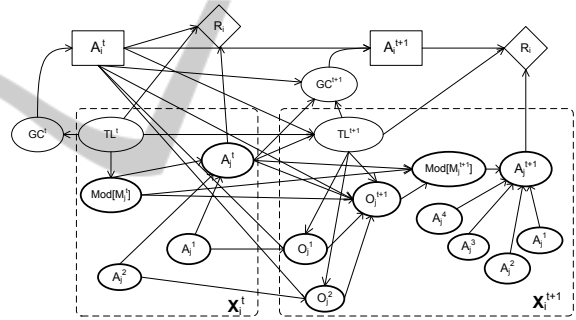 A_i^t
R_i
A_i^{t+1}
R_i
GC^{t+1}
GC^t
TL^t
TL^{t+1}
A_j^t
Mod[M_j^t]
Mod[M_j^{t+1}]
A_j^{t+1}
O_j^{t+1}
A_j^4
A_j^3
A_j^2
A_j^1
A_j^1
O_j^1
A_j^2
O_j^2
X_i^t
X_i^{t+1}